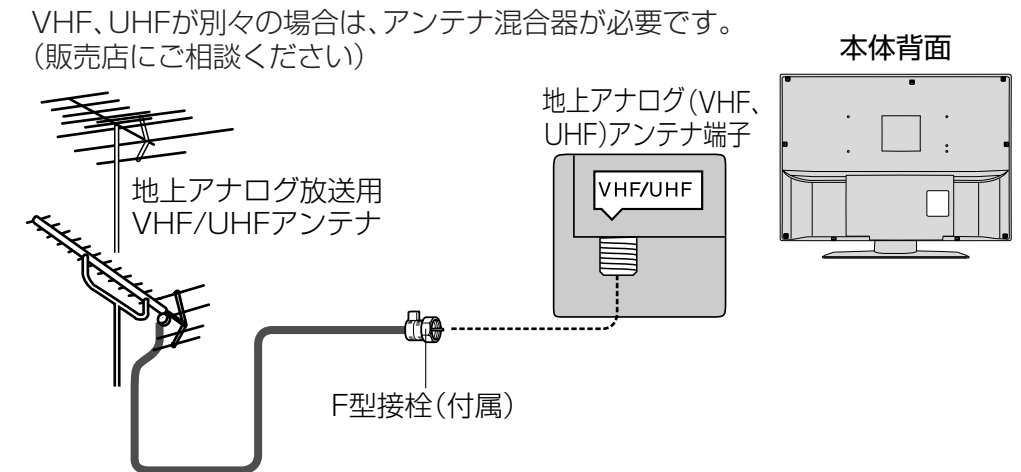 VHF、UHFが別々の場合は、アンテナ混合器が必要です。
（販売店にご相談ください）
本体背面
地上アナログ(VHF、
UHF)アンテナ端子
VHF/UHF
地上アナログ放送用
VHF/UHFアンテナ
F型接栓（付属）